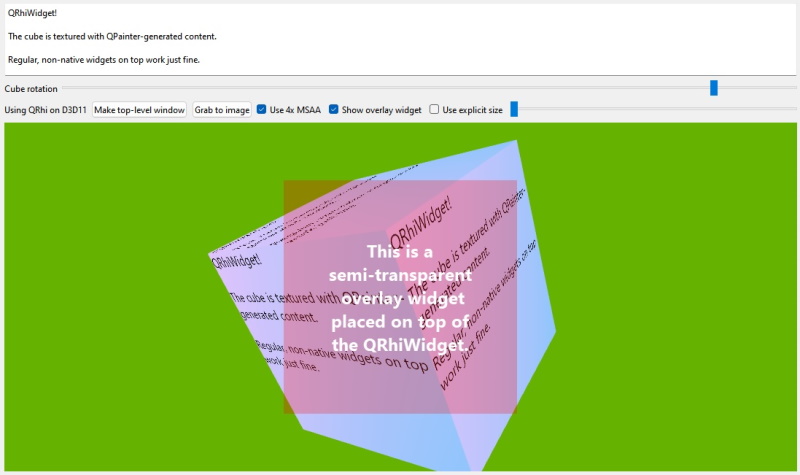 QRhiWidget!
The cube is textured with QPainter-generated content.
Regular, non-native widgets on top work just fine.
Cube rotation
Using QRhi on D3D11 Make top-level window Grab to image Use 4x MSAA Show overlay widget Use explicit size
QRhiWidget!
The cube is textured with
generated content.
Regular, non-native widgets on top
work just fine.
QRhiWidget!
The cube is textured with QPainter-
generated content.
Regular, non-native widgets on top
work just fine.
This is a
semi-transparent
overlay widget
placed on top of
the QRhiWidget.